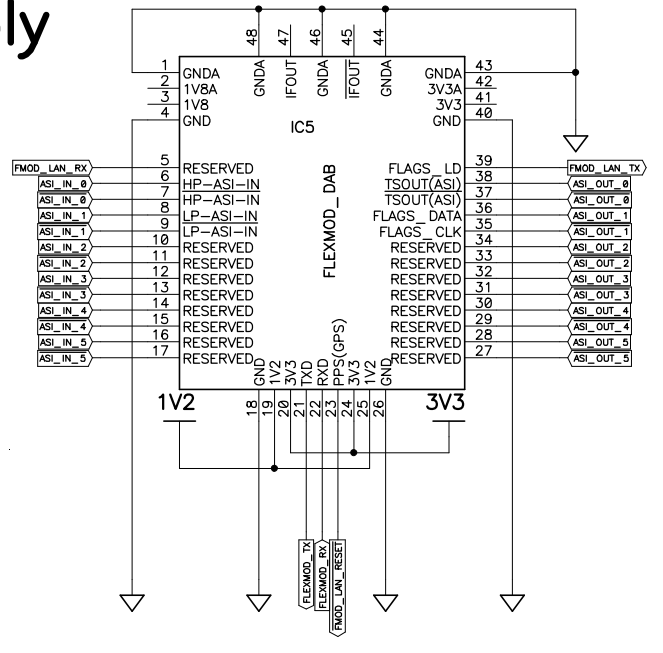 ly
48 47 46 45 44
GNDA IFOUT GNDA IFOUT GNDA
1 GNDA
2 1V8A
3 1V8
4 GND
GNDA 43
3V3A 42
3V3 41
GND 40
IC5
FLEXMOD_DAB
FMOD_LAN_RX 5 RESERVED
ASI_IN_0 6 HP-ASI-IN
ASI_IN_0 7 HP-ASI-IN
ASI_IN_1 8 LP-ASI-IN
ASI_IN_1 9 LP-ASI-IN
ASI_IN_2 10 RESERVED
ASI_IN_2 11 RESERVED
ASI_IN_3 12 RESERVED
ASI_IN_3 13 RESERVED
ASI_IN_4 14 RESERVED
ASI_IN_4 15 RESERVED
ASI_IN_5 16 RESERVED
ASI_IN_5 17 RESERVED
FLAGS_LD 39 FMOD_LAN_TX
TSOUT(ASI) 38 ASI_OUT_0
TSOUT(ASI) 37 ASI_OUT_0
FLAGS_DATA 36 ASI_OUT_1
FLAGS_CLK 35 ASI_OUT_1
RESERVED 34 ASI_OUT_2
RESERVED 33 ASI_OUT_2
RESERVED 32 ASI_OUT_3
RESERVED 31 ASI_OUT_3
RESERVED 30 ASI_OUT_4
RESERVED 29 ASI_OUT_4
RESERVED 28 ASI_OUT_5
RESERVED 27 ASI_OUT_5
GND 1V2 3V3 TXD RXD PPS(GPS) 3V3 1V2 GND
18 19 20 21 22 23 24 25 26
1V2
3V3
FLEXMOD_TX
FLEXMOD_RX
FMOD_LAN_RESET